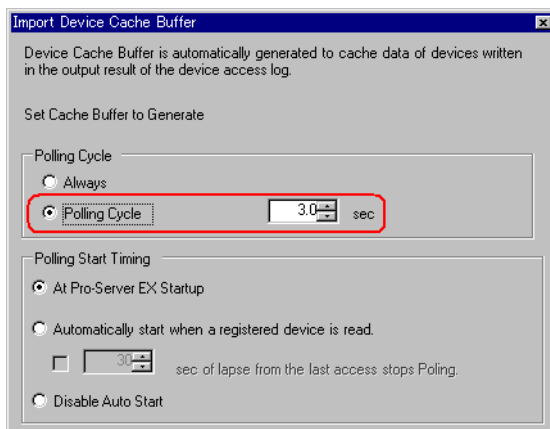 Import Device Cache Buffer
Device Cache Buffer is automatically generated to cache data of devices written
in the output result of the device access log.
Set Cache Buffer to Generate
Polling Cycle
Always
Polling Cycle 3.0 sec
Polling Start Timing
At Pro-Server EX Startup
Automatically start when a registered device is read.
30 sec of lapse from the last access stops Poling.
Disable Auto Start